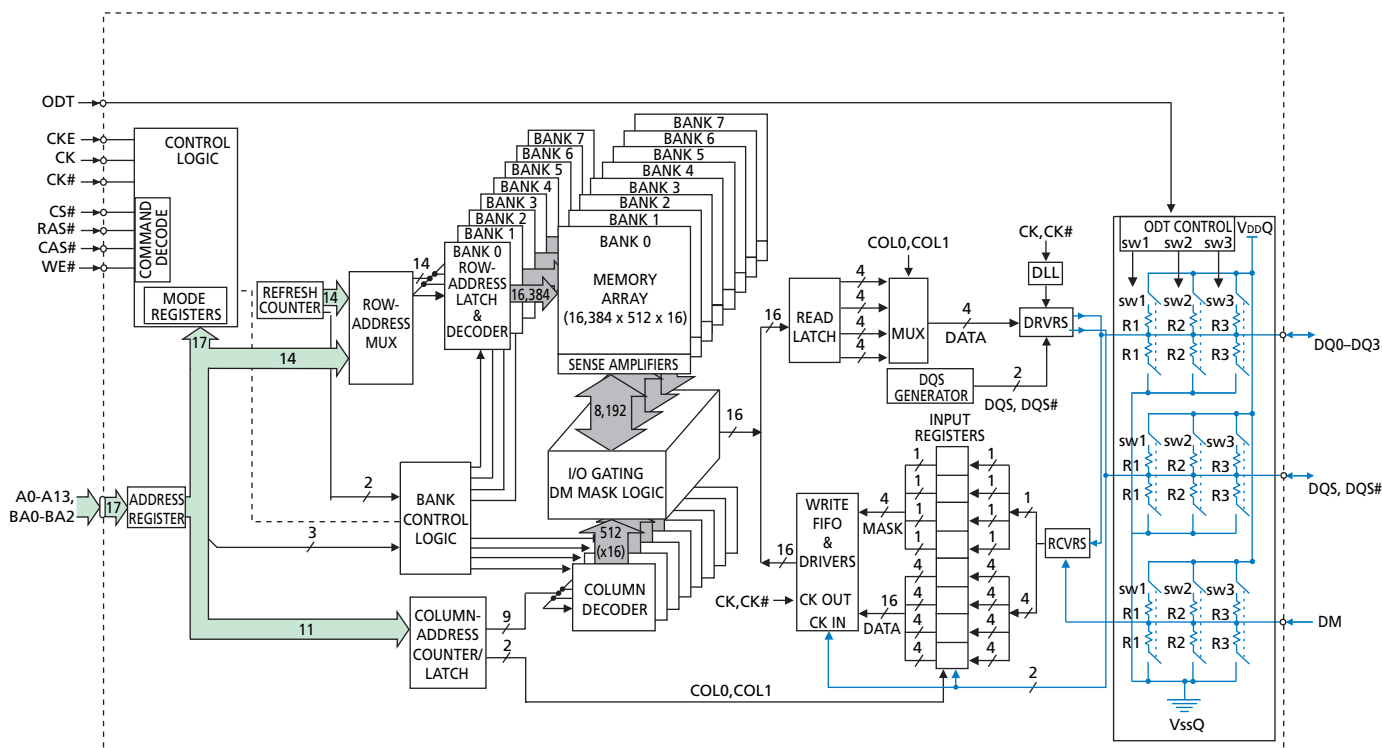 ODT
CKE
CK
CK#
CS#
RAS#
CAS#
WE#
CONTROL
LOGIC
COMMAND
DECODE
MODE
REGISTERS
REFRESH
COUNTER
14
17
14
ROW-
ADDRESS
MUX
14
BANK 7
BANK 6
BANK 5
BANK 4
BANK 3
BANK 2
BANK 1
BANK 0
ROW-
ADDRESS
LATCH
&
DECODER
16,384
BANK 7
BANK 6
BANK 5
BANK 4
BANK 3
BANK 2
BANK 1
BANK 0
MEMORY
ARRAY
(16,384 x 512 x 16)
SENSE AMPLIFIERS
8,192
I/O GATING
DM MASK LOGIC
16
512
(x16)
COLUMN
DECODER
A0-A13,
BA0-BA2
17
ADDRESS
REGISTER
2
3
BANK
CONTROL
LOGIC
11
COLUMN-
ADDRESS
COUNTER/
LATCH
9
2
COL0,COL1
16
READ
LATCH
4
4
4
4
COL0,COL1
MUX
4
DATA
CK,CK#
DLL
DRVRS
DQS
GENERATOR
2
DQS, DQS#
INPUT
REGISTERS
16
WRITE
FIFO
&
DRIVERS
CK OUT
CK IN
CK,CK#
4
MASK
16
DATA
1
1
1
1
4
4
4
4
1
1
1
1
4
4
4
4
1
4
RCVRS
2
ODT CONTROL
VDDQ
sw1
sw2
sw3
sw1
sw2
sw3
R1
R2
R3
R1
R2
R3
DQ0–DQ3
sw1
sw2
sw3
R1
R2
R3
R1
R2
R3
DQS, DQS#
sw1
sw2
sw3
R1
R2
R3
R1
R2
R3
DM
VssQ